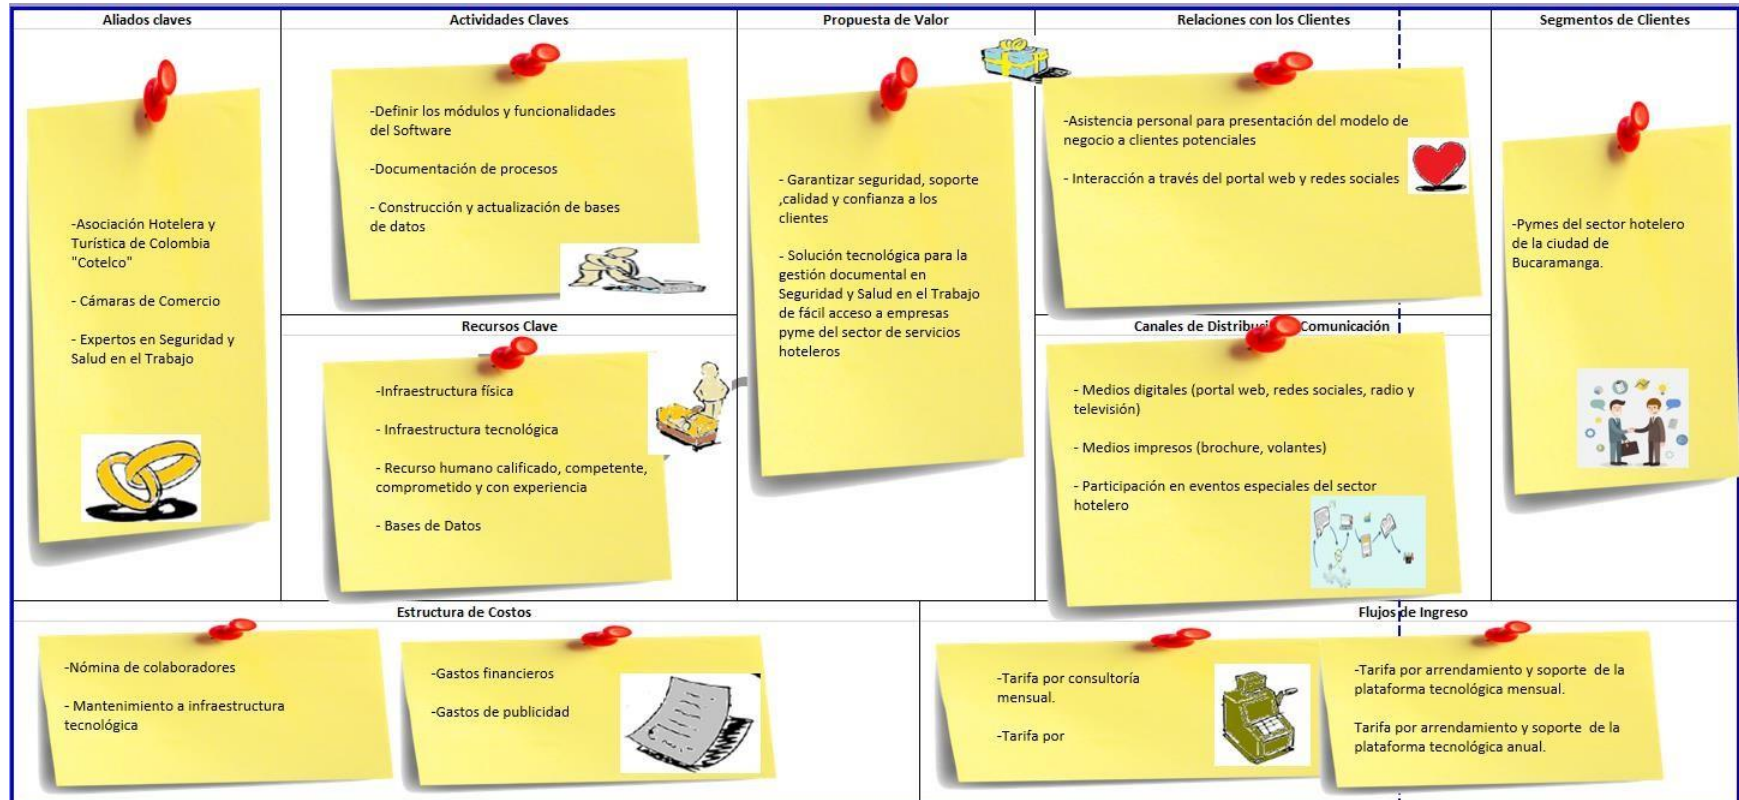 Aliados claves
-Asociación Hotelera y
Turística de Colombia
"Cotelco"
- Cámaras de Comercio
- Expertos en Seguridad y
Salud en el Trabajo
Actividades Claves
-Definir los módulos y funcionalidades
del Software
-Documentación de procesos
- Construcción y actualización de bases
de datos
Recursos Clave
-Infraestructura física
- Infraestructura tecnológica
- Recurso humano calificado, competente,
comprometido y con experiencia
- Bases de Datos
Propuesta de Valor
- Garantizar seguridad, soporte
,calidad y confianza a los
clientes
- Solución tecnológica para la
gestión documental en
Seguridad y Salud en el Trabajo
de fácil acceso a empresas
pyme del sector de servicios
hoteleros
Relaciones con los Clientes
-Asistencia personal para presentación del modelo de
negocio a clientes potenciales
- Interacción a través del portal web y redes sociales
Canales de Comunicación
- Medios digitales (portal web, redes sociales, radio y
televisión)
- Medios impresos (brochure, volantes)
- Participación en eventos especiales del sector
hotelero
Segmentos de Clientes
-Pymes del sector hotelero
de la ciudad de
Bucaramanga.
Estructura de Costos
-Nómina de colaboradores
- Mantenimiento a infraestructura
tecnológica
-Gastos financieros
-Gastos de publicidad
Flujos de Ingreso
-Tarifa por consultoría
mensual.
-Tarifa por
-Tarifa por arrendamiento y soporte de la
plataforma tecnológica mensual.
Tarifa por arrendamiento y soporte de la
plataforma tecnológica anual.